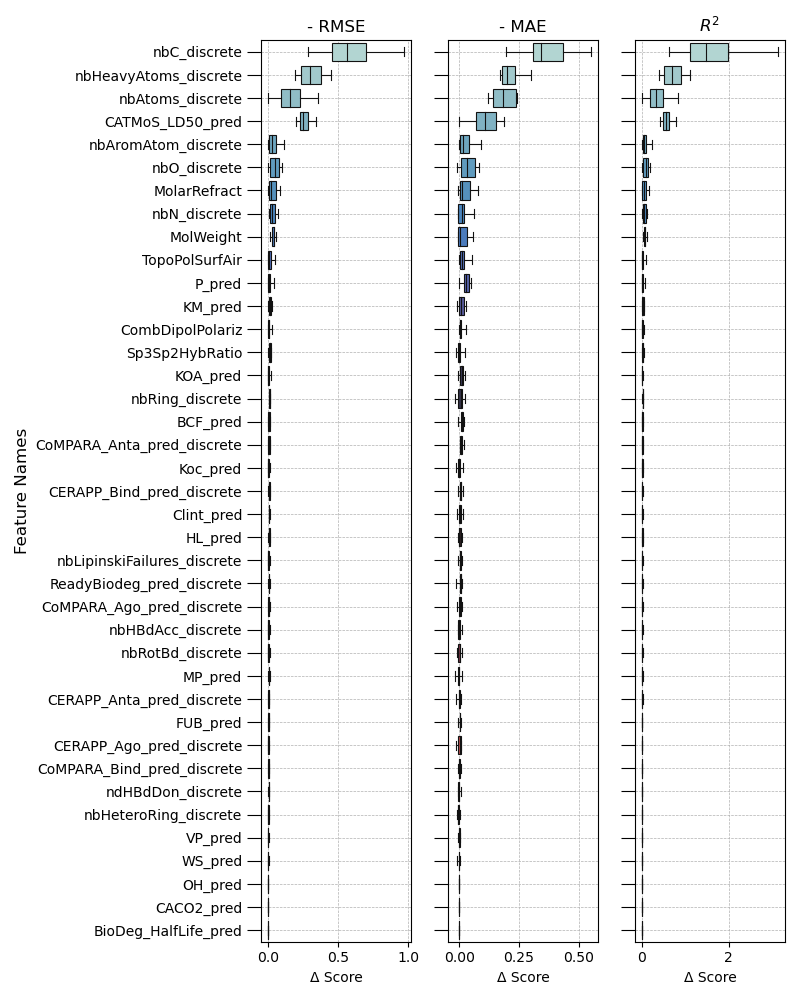 - RMSE
- MAE
R²
nbC_discrete
nbHeavyAtoms_discrete
nbAtoms_discrete
CATMoS_LD50_pred
nbAromAtom_discrete
nbO_discrete
MolarRefract
nbN_discrete
MolWeight
TopoPolSurfAir
P_pred
KM_pred
CombDipolPolariz
Sp3Sp2HybRatio
KOA_pred
nbRing_discrete
BCF_pred
CoMPARA_Anta_pred_discrete
Koc_pred
CERAPP_Bind_pred_discrete
Clint_pred
HL_pred
nbLipinskiFailures_discrete
ReadyBiodeg_pred_discrete
CoMPARA_Ago_pred_discrete
nbHBdAcc_discrete
nbRotBd_discrete
MP_pred
CERAPP_Anta_pred_discrete
FUB_pred
CERAPP_Ago_pred_discrete
CoMPARA_Bind_pred_discrete
ndHBdDon_discrete
nbHeteroRing_discrete
VP_pred
WS_pred
OH_pred
CACO2_pred
BioDeg_HalfLife_pred
Feature Names
0.0 0.5 1.0
0.00 0.25 0.50
0 2
Δ Score
Δ Score
Δ Score